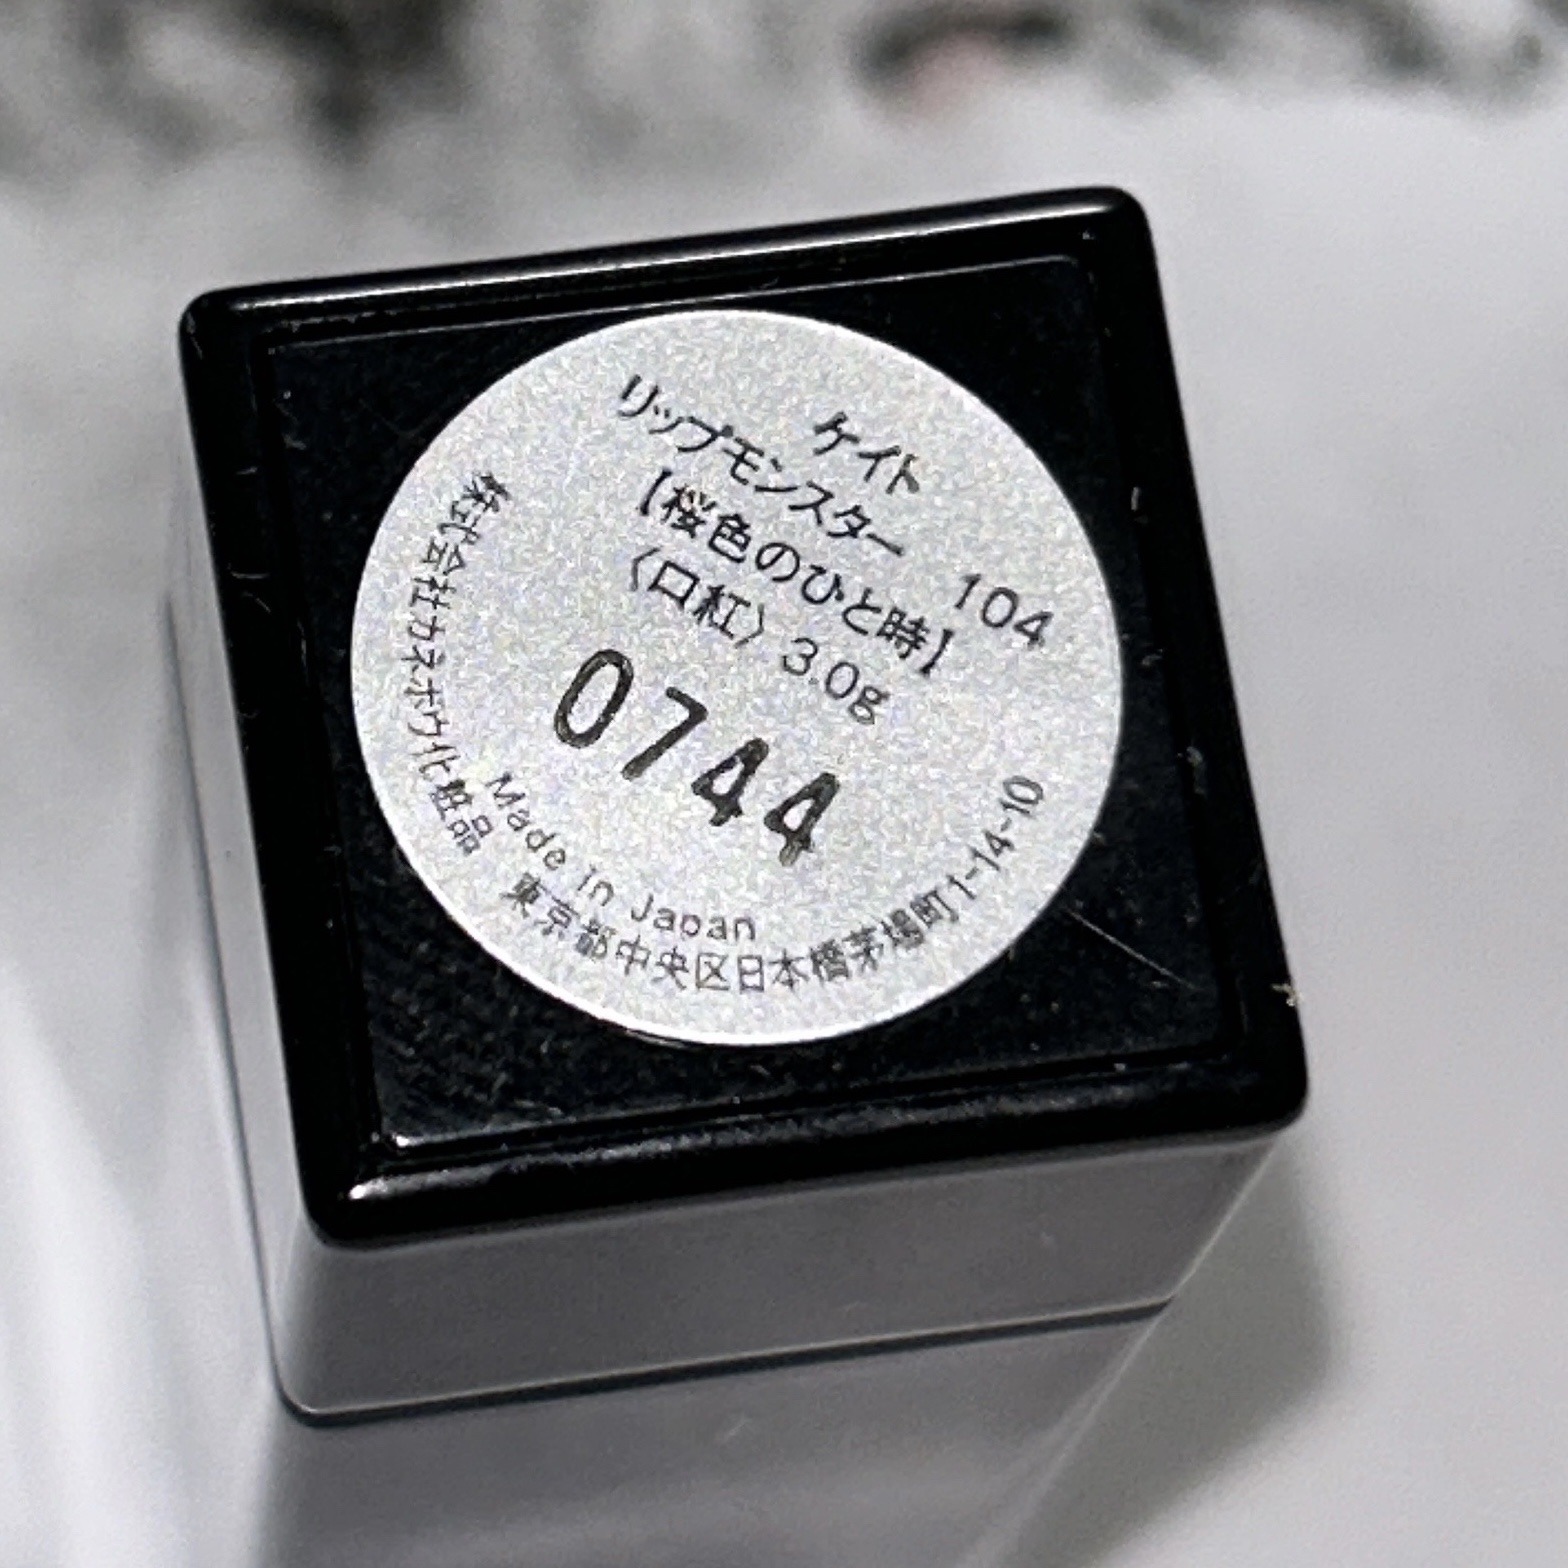 ケイト
リップモンスター 104
【桜色のひと時】
〈口紅〉3.0g
0744
Made in Japan
株式会社カネボウ化粧品
東京都中央区日本橋茅場町1-14-10